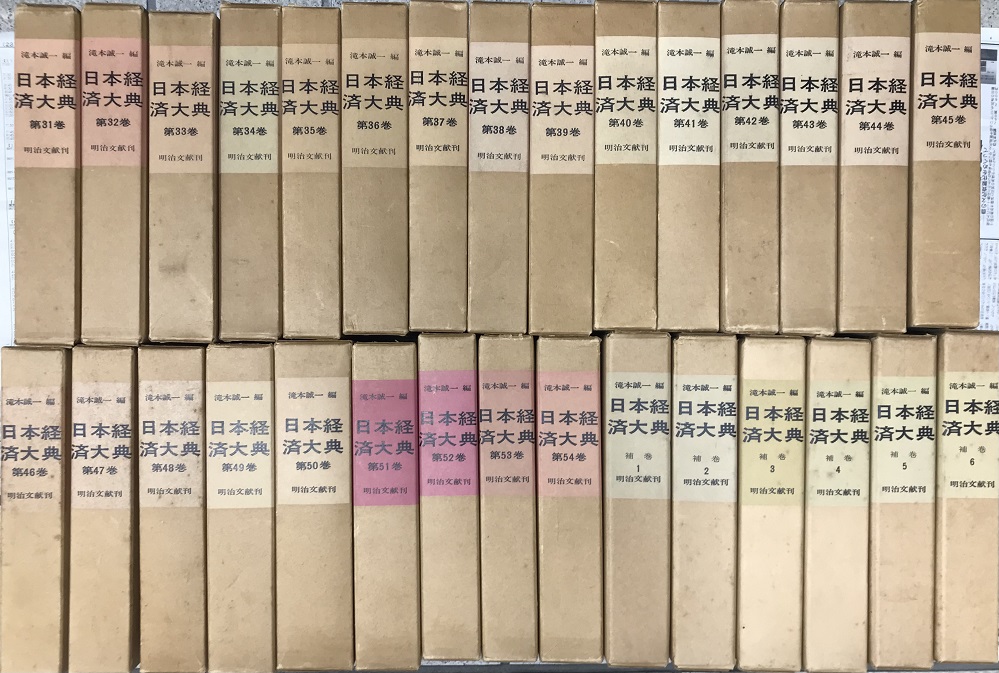 滝本誠一 編
日本経
済大典
第31巻
明治文献刊
滝本誠一 編
日本経
済大典
第32巻
明治文献刊
滝本誠一 編
日本経
済大典
第33巻
明治文献刊
滝本誠一 編
日本経
済大典
第34巻
明治文献刊
滝本誠一 編
日本経
済大典
第35巻
明治文献刊
滝本誠一 編
日本経
済大典
第36巻
明治文献刊
滝本誠一 編
日本経
済大典
第37巻
明治文献刊
滝本誠一 編
日本経
済大典
第38巻
明治文献刊
滝本誠一 編
日本経
済大典
第39巻
明治文献刊
滝本誠一 編
日本経
済大典
第40巻
明治文献刊
滝本誠一 編
日本経
済大典
第41巻
明治文献刊
滝本誠一 編
日本経
済大典
第42巻
明治文献刊
滝本誠一 編
日本経
済大典
第43巻
明治文献刊
滝本誠一 編
日本経
済大典
第44巻
明治文献刊
滝本誠一 編
日本経
済大典
第45巻
明治文献刊
滝本誠一 編
日本経
済大典
第46巻
明治文献刊
滝本誠一 編
日本経
済大典
第47巻
明治文献刊
滝本誠一 編
日本経
済大典
第48巻
明治文献刊
滝本誠一 編
日本経
済大典
第49巻
明治文献刊
滝本誠一 編
日本経
済大典
第50巻
明治文献刊
滝本誠一 編
日本経
済大典
第51巻
明治文献刊
滝本誠一 編
日本経
済大典
第52巻
明治文献刊
滝本誠一 編
日本経
済大典
第53巻
明治文献刊
滝本誠一 編
日本経
済大典
第54巻
明治文献刊
滝本誠一 編
日本経
済大典
補巻
1
明治文献刊
滝本誠一 編
日本経
済大典
補巻
2
明治文献刊
滝本誠一 編
日本経
済大典
補巻
3
明治文献刊
滝本誠一 編
日本経
済大典
補巻
4
明治文献刊
滝本誠一 編
日本経
済大典
補巻
5
明治文献刊
滝本誠一 編
日本経
済大典
補巻
6
明治文献刊